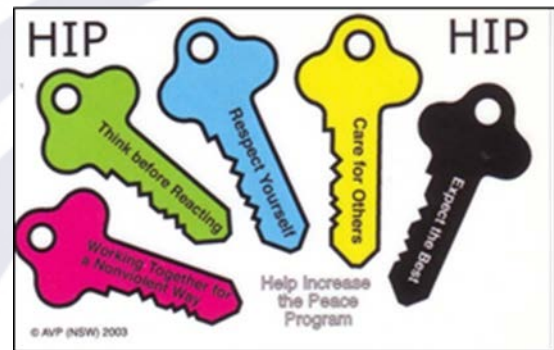 HIP
HIP
Think before Reacting
Respect Yourself
Care for Others
Expect the Best
Working Together for
a Nonviolent Way
Help Increase
the Peace
Program
© AVP (NSW) 2003